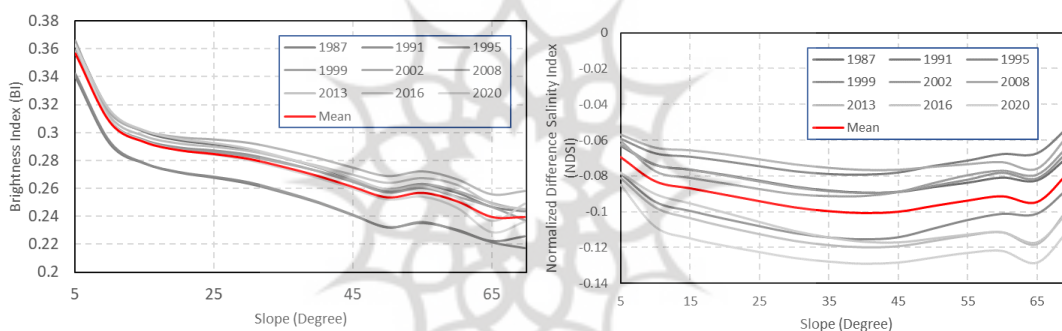 0.38
0.36
0.34
0.32
0.3
0.28
0.26
0.24
0.22
0.2
Brightness Index (BI)
1987 1991 1995
1999 2002 2008
2013 2016 2020
Mean
5 25 45 65
Slope (Degree)
0
-0.02
-0.04
-0.06
-0.08
-0.1
-0.12
-0.14
Normalized Difference Salinity Index
(NDSI)
1987 1991 1995
1999 2002 2008
2013 2016 2020
Mean
5 15 25 35 45 55 65
Slope (Degree)